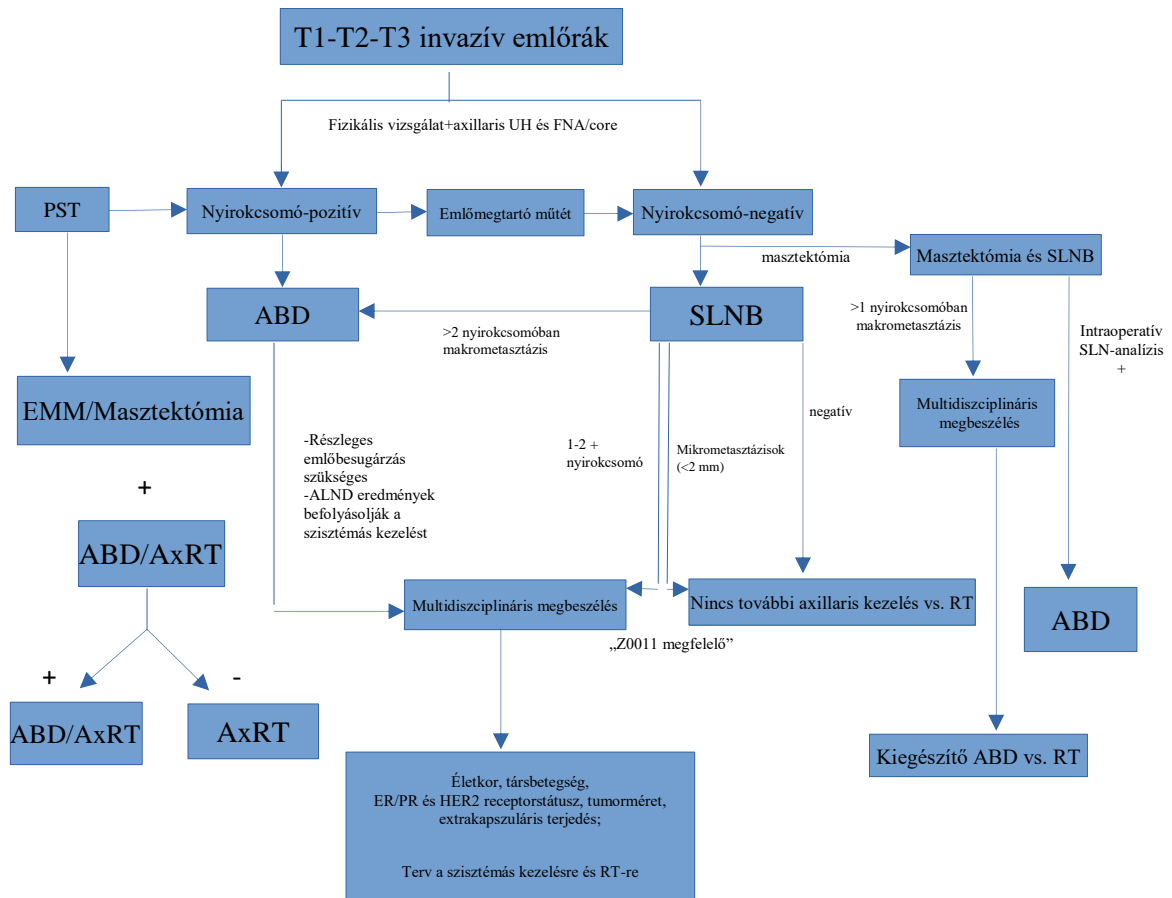 T1-T2-T3 invazív emlőrák
Fizikális vizsgálat+axillaris UH és FNA/core
PST
Nyirokcsomó-pozitív
Emlőmegtartó műtét
Nyirokcsomó-negatív
masztektómia
Masztektómia és SLNB
ABD
>2 nyirokcsomóban
makrometasztázis
SLNB
>1 nyirokcsomóban
makrometasztázis
Intraoperatív
SLN-analízis
+
EMM/Masztektómia
Multidiszciplináris
megbeszélés
negatív
-Részleges
emlőbesugárzás
szükséges
-ALND eredmények
befolyásolják a
szisztémás kezelést
1-2 +
nyirokcsomó
Mikrometasztázisok
(<2 mm)
+
ABD/AxRT
Multidiszciplináris megbeszélés
Nincs további axillaris kezelés vs. RT
ABD
„Z0011 megfelelő”
+
-
ABD/AxRT
AxRT
Kiegészítő ABD vs. RT
Életkor, társbetegség,
ER/PR és HER2 receptorstátusz, tumorméret,
extrakapszuláris terjedés;
Terv a szisztémás kezelésre és RT-re